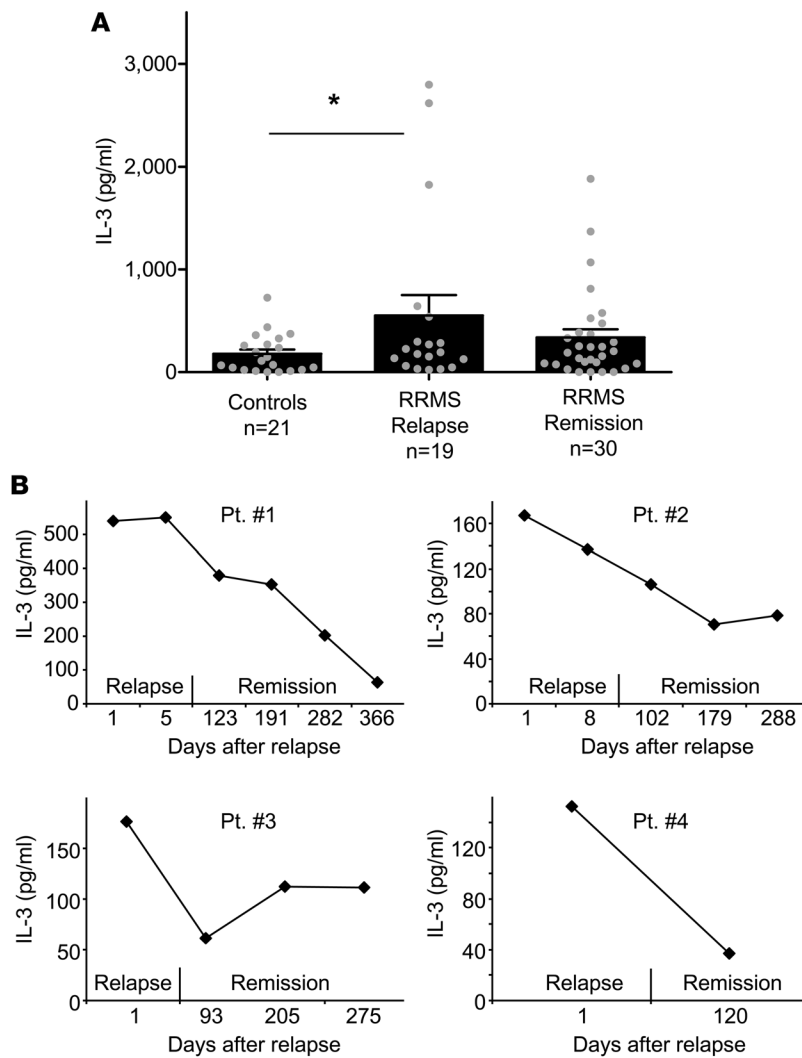 A
3,000
2,000
1,000
0
IL-3 (pg/ml)
*
Controls
n=21
RRMS
Relapse
n=19
RRMS
Remission
n=30
B
Pt. #1
500
400
300
200
100
0
IL-3 (pg/ml)
Relapse
Remission
1 5 123 191 282 366
Days after relapse
Pt. #2
160
120
80
40
0
IL-3 (pg/ml)
Relapse
Remission
1 8 102 179 288
Days after relapse
Pt. #3
150
100
50
0
IL-3 (pg/ml)
Relapse
Remission
1 93 205 275
Days after relapse
Pt. #4
120
80
40
0
IL-3 (pg/ml)
Relapse
Remission
1 120
Days after relapse